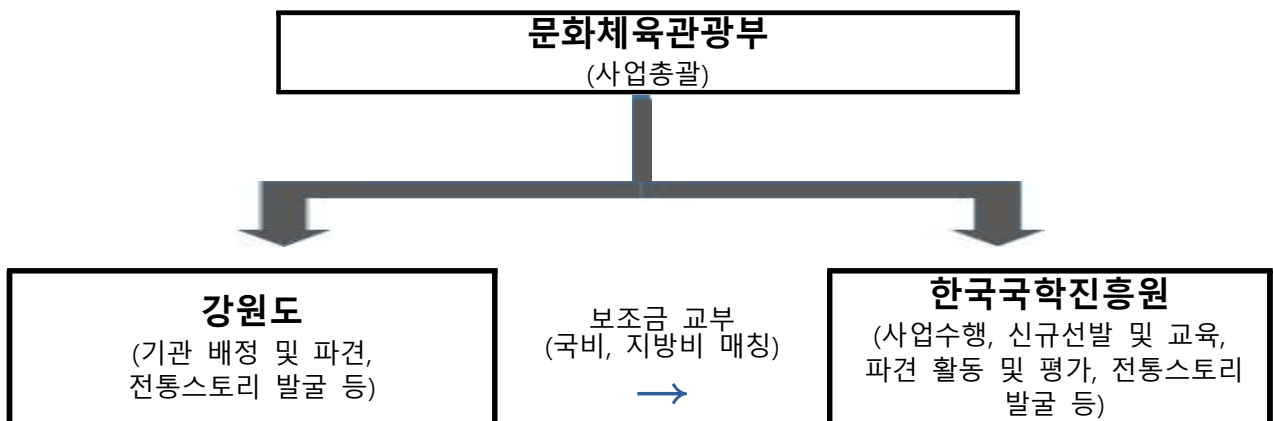 문화체육관광부
(사업총괄)
강원도
(기관 배정 및 파견,
전통스토리 발굴 등)
보조금 교부
(국비, 지방비 매칭)
→
한국국학진흥원
(사업수행, 신규선발 및 교육,
파견 활동 및 평가, 전통스토리
발굴 등)